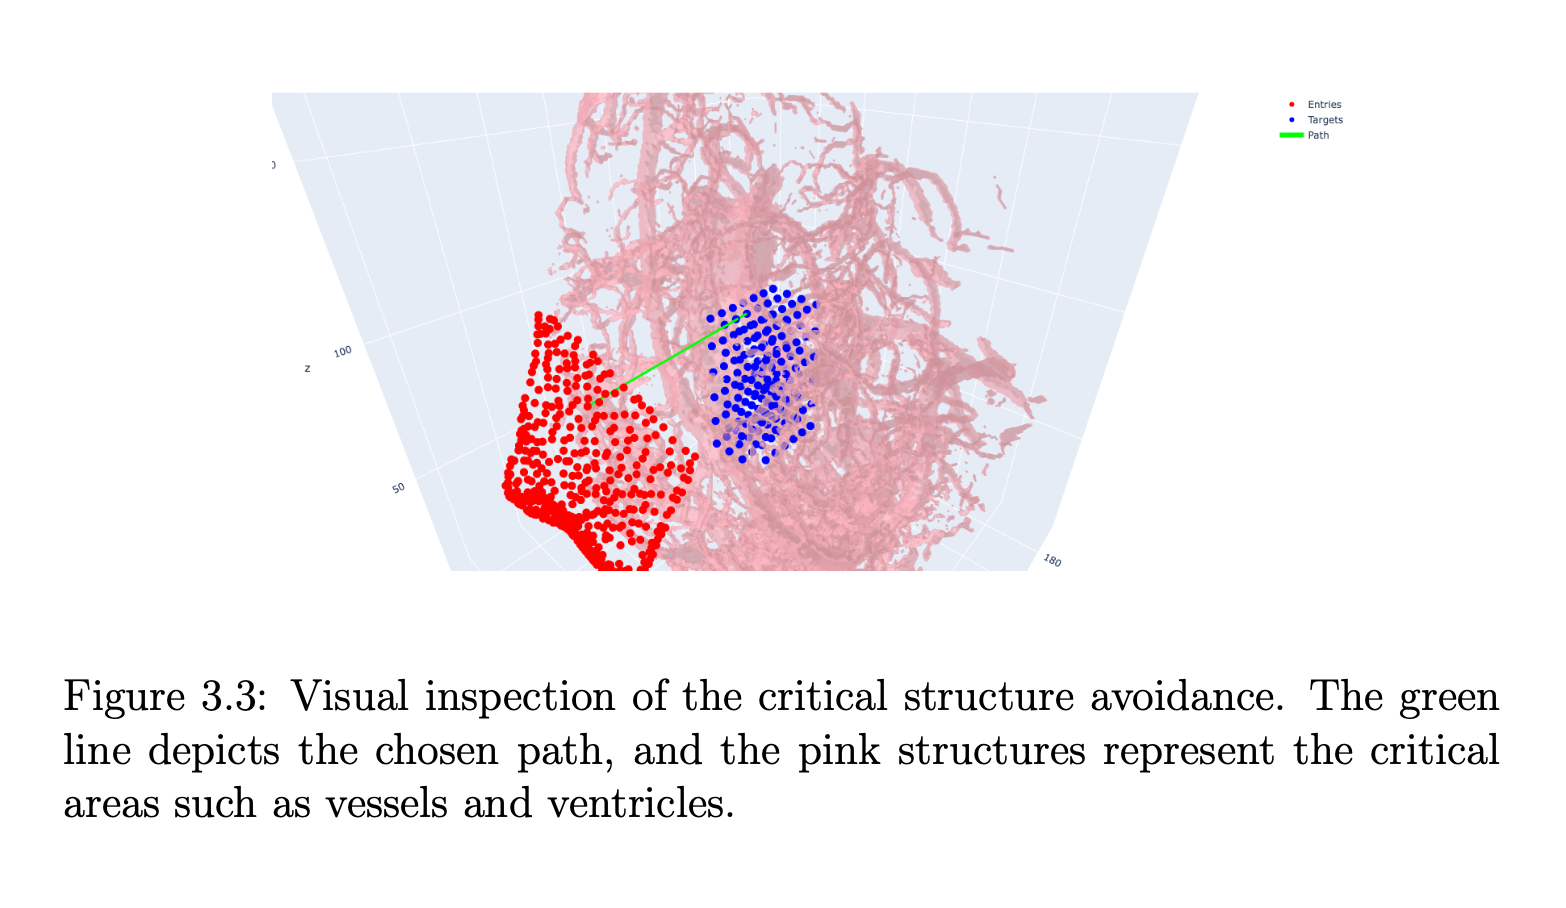 Entries
Targets
Path
0
100
z
50
180
Figure 3.3: Visual inspection of the critical structure avoidance. The green
line depicts the chosen path, and the pink structures represent the critical
areas such as vessels and ventricles.